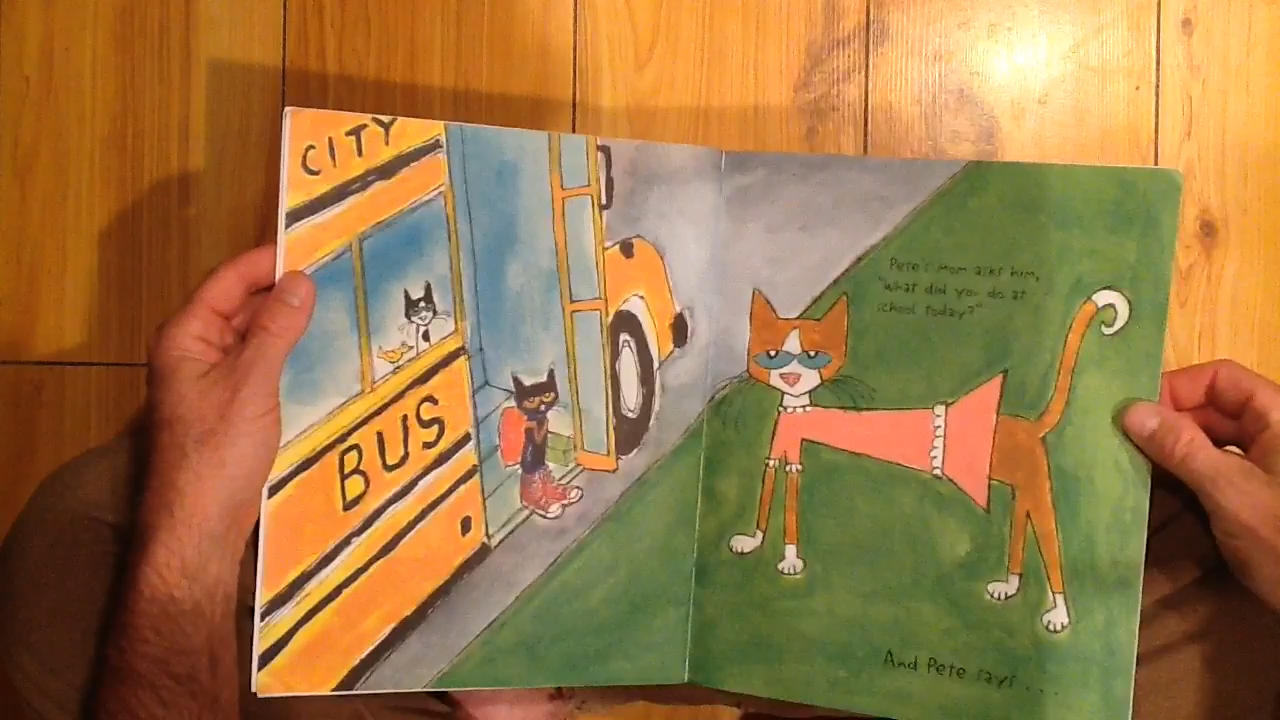 CITY
BUS
Pete's mom asks him,
"What did you do at
school today?"
And Pete says...